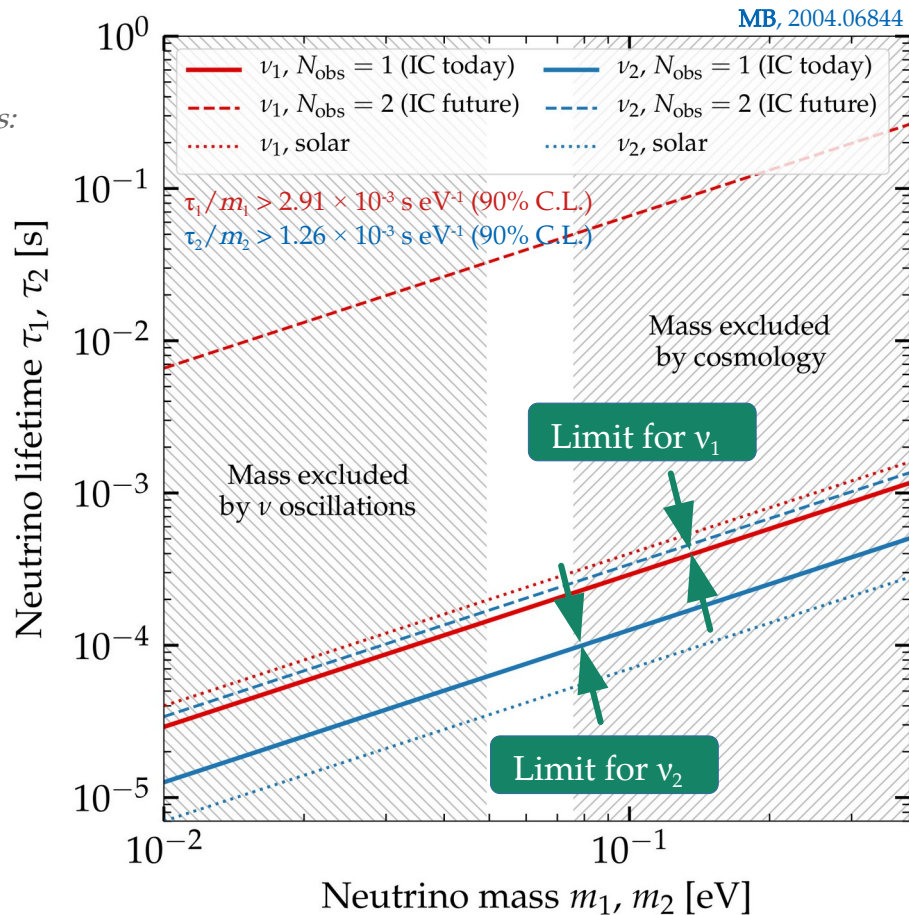 MB, 2004.06844
s:
10⁰
ν₁, N_obs = 1 (IC today)
ν₂, N_obs = 1 (IC today)
ν₁, N_obs = 2 (IC future)
ν₂, N_obs = 2 (IC future)
ν₁, solar
ν₂, solar
10⁻¹
τ₁/m₁ > 2.91 × 10⁻³ s eV⁻¹ (90% C.L.)
τ₂/m₂ > 1.26 × 10⁻³ s eV⁻¹ (90% C.L.)
Neutrino lifetime τ₁, τ₂ [s]
10⁻²
Mass excluded
by cosmology
Limit for ν₁
Mass excluded
by ν oscillations
10⁻³
10⁻⁴
Limit for ν₂
10⁻⁵
10⁻²
10⁻¹
Neutrino mass m₁, m₂ [eV]